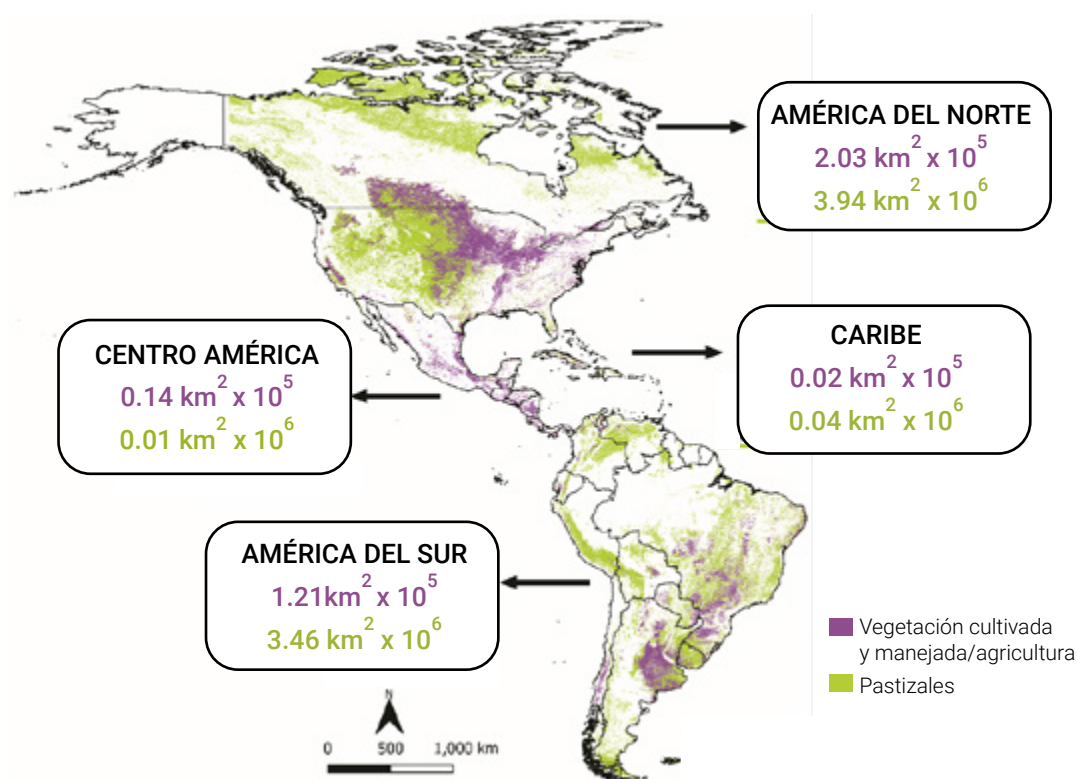 AMÉRICA DEL NORTE
2.03 km² x 10⁵
3.94 km² x 10⁶
CENTRO AMÉRICA
0.14 km² x 10⁵
0.01 km² x 10⁶
CARIBE
0.02 km² x 10⁵
0.04 km² x 10⁶
AMÉRICA DEL SUR
1.21km² x 10⁵
3.46 km² x 10⁶
Vegetación cultivada
y manejada/agricultura
Pastizales
N
0 500 1,000 km